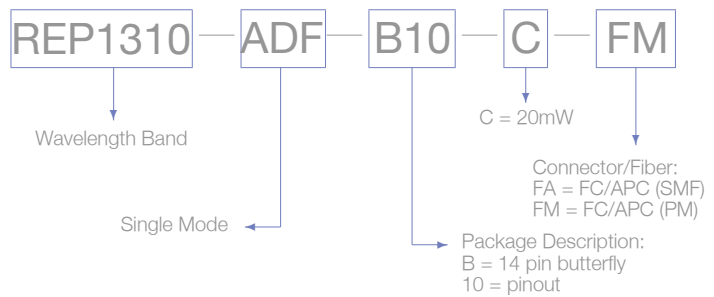 REP1310 — ADF — B10 — C — FM
C = 20mW
Wavelength Band
Connector/Fiber:
FA = FC/APC (SMF)
FM = FC/APC (PM)
Single Mode
Package Description:
B = 14 pin butterfly
10 = pinout